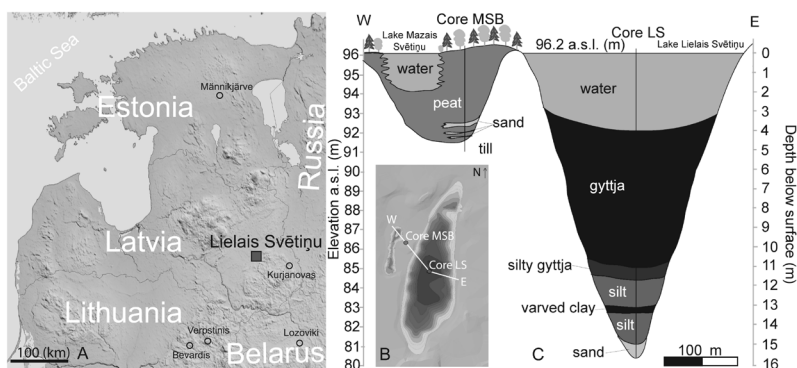 Baltic Sea
Männikjärve
Estonia
Russia
Latvia
Lielais Svētiņu
Kurjanovas
Lithuania
Verpstinis
Bevardis
Lozoviki
Belarus
100 (km)
A
W
E
Lake Mazais
Svētiņu
Core MSB
Core LS
96.2 a.s.l. (m)
Lake Lielais Svētiņu
water
peat
sand
till
water
gyttja
silty gyttja
silt
varved clay
silt
sand
Elevation a.s.l. (m)
96
95
94
93
92
91
90
89
88
87
86
85
84
83
82
81
80
Depth below surface (m)
0
1
2
3
4
5
6
7
8
9
10
11
12
13
14
15
16
N↑
W
Core MSB
Core LS
E
B
C
100 m